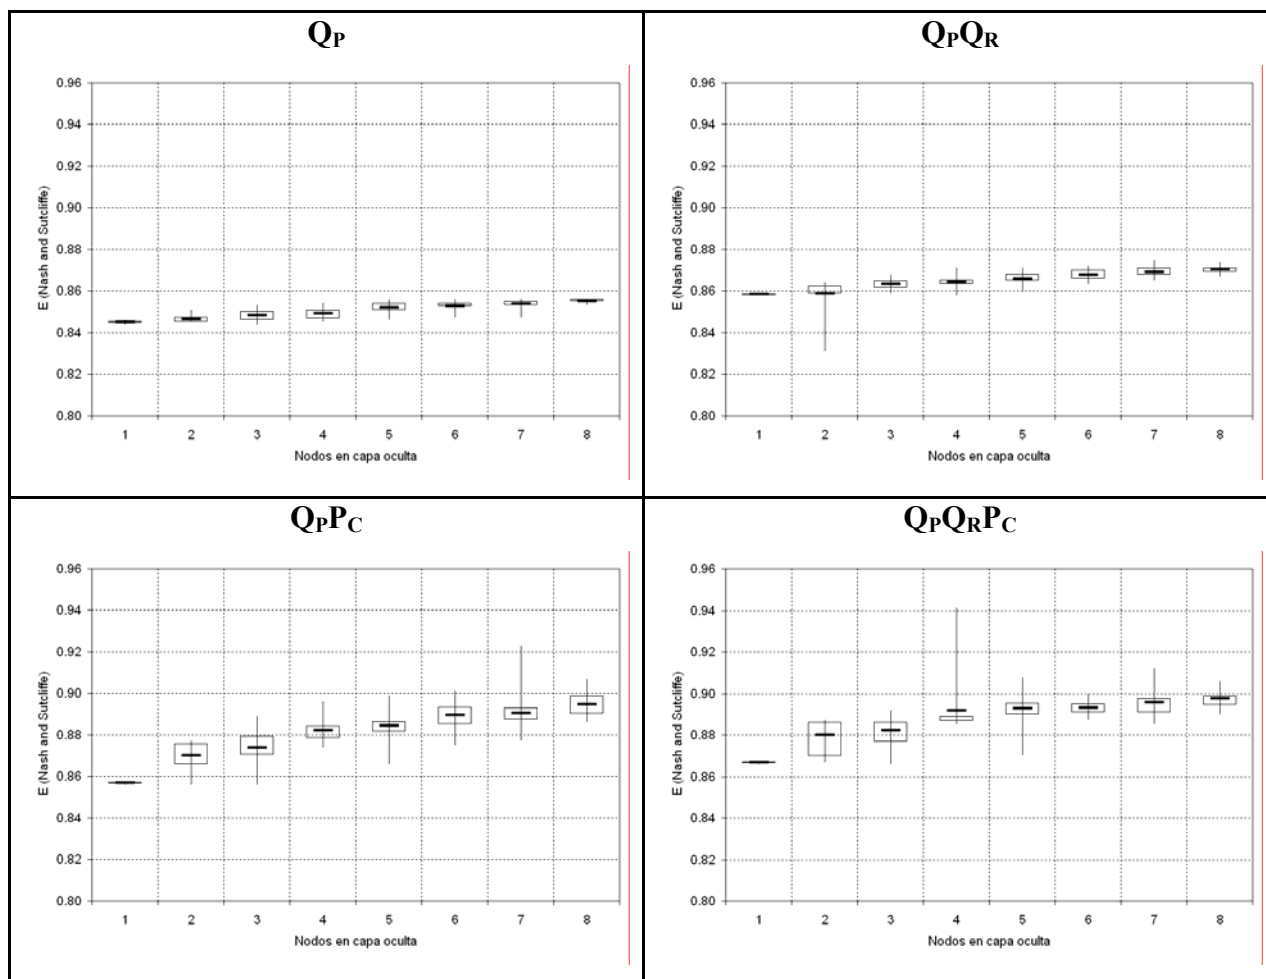 Q_P
0.96
0.94
0.92
0.90
0.88
0.86
0.84
0.82
0.80
E (Nash and Sutcliffe)
1 2 3 4 5 6 7 8
Nodos en capa oculta
Q_PQ_R
0.96
0.94
0.92
0.90
0.88
0.86
0.84
0.82
0.80
E (Nash and Sutcliffe)
1 2 3 4 5 6 7 8
Nodos en capa oculta
Q_PP_C
0.96
0.94
0.92
0.90
0.88
0.86
0.84
0.82
0.80
E (Nash and Sutcliffe)
1 2 3 4 5 6 7 8
Nodos en capa oculta
Q_PQ_RP_C
0.96
0.94
0.92
0.90
0.88
0.86
0.84
0.82
0.80
E (Nash and Sutcliffe)
1 2 3 4 5 6 7 8
Nodos en capa oculta